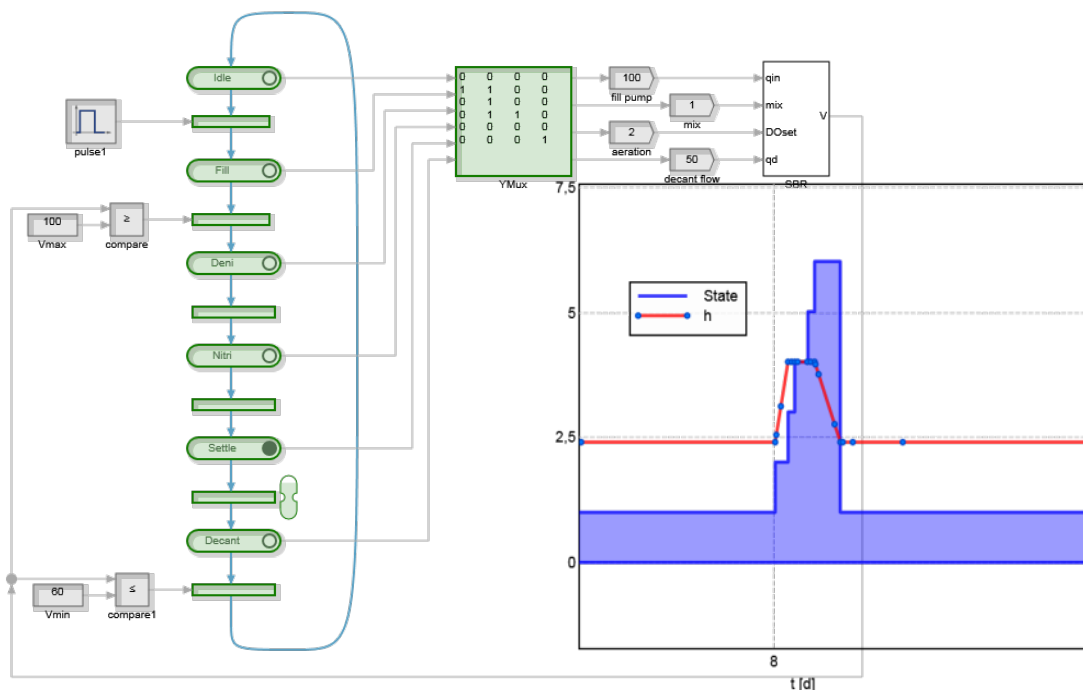 Idle
pulse1
Fill
100
Vmax
≥
compare
Deni
Nitri
Settle
Decant
60
Vmin
≤
compare1
0 0 0 0
1 1 0 0
0 1 0 0
0 1 1 0
0 0 0 0
0 0 0 1
YMux
100
fill pump
1
mix
2
aeration
50
decant flow
qin
mix
DOset
qd
V
SBR
7,5
5
2,5
0
State
h
8
t [d]